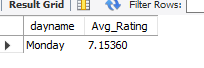 Result Grid Filter Rows:
dayname Avg_Rating
Monday 7.15360